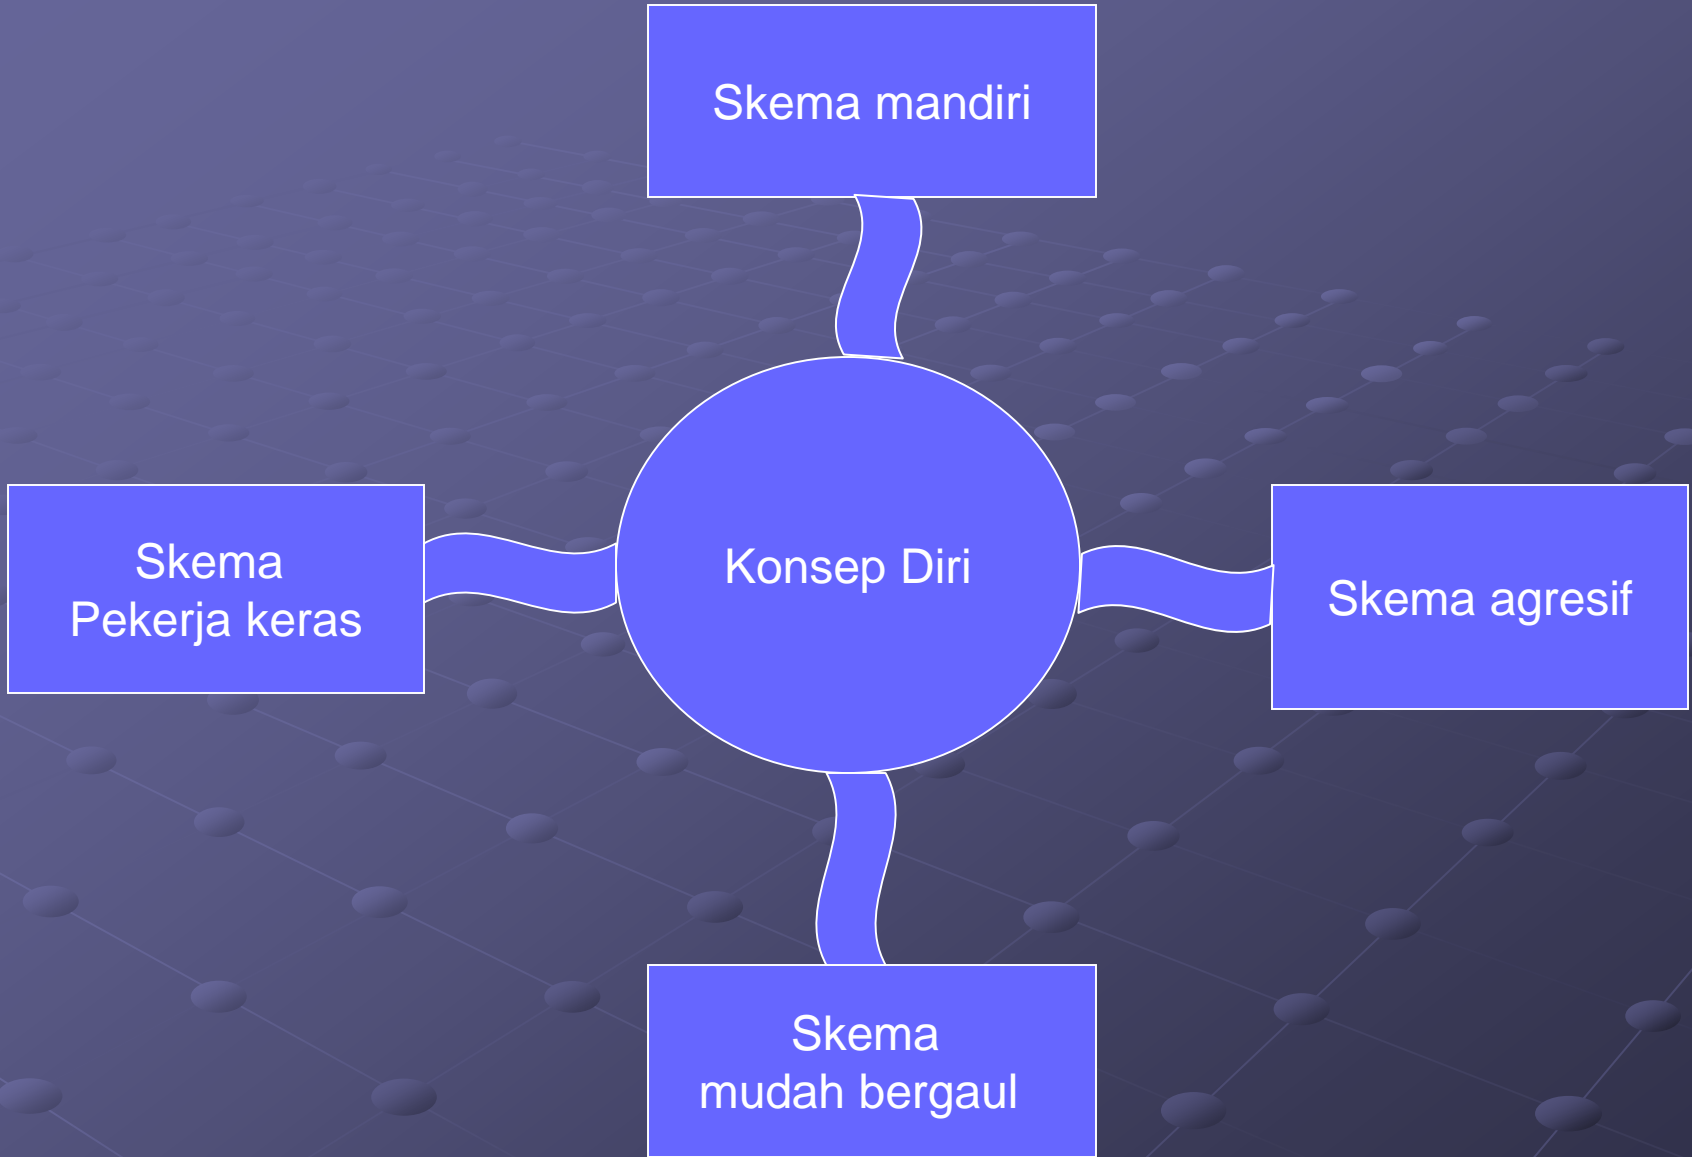 Skema mandiri
Skema
Pekerja keras
Konsep Diri
Skema agresif
Skema
mudah bergaul